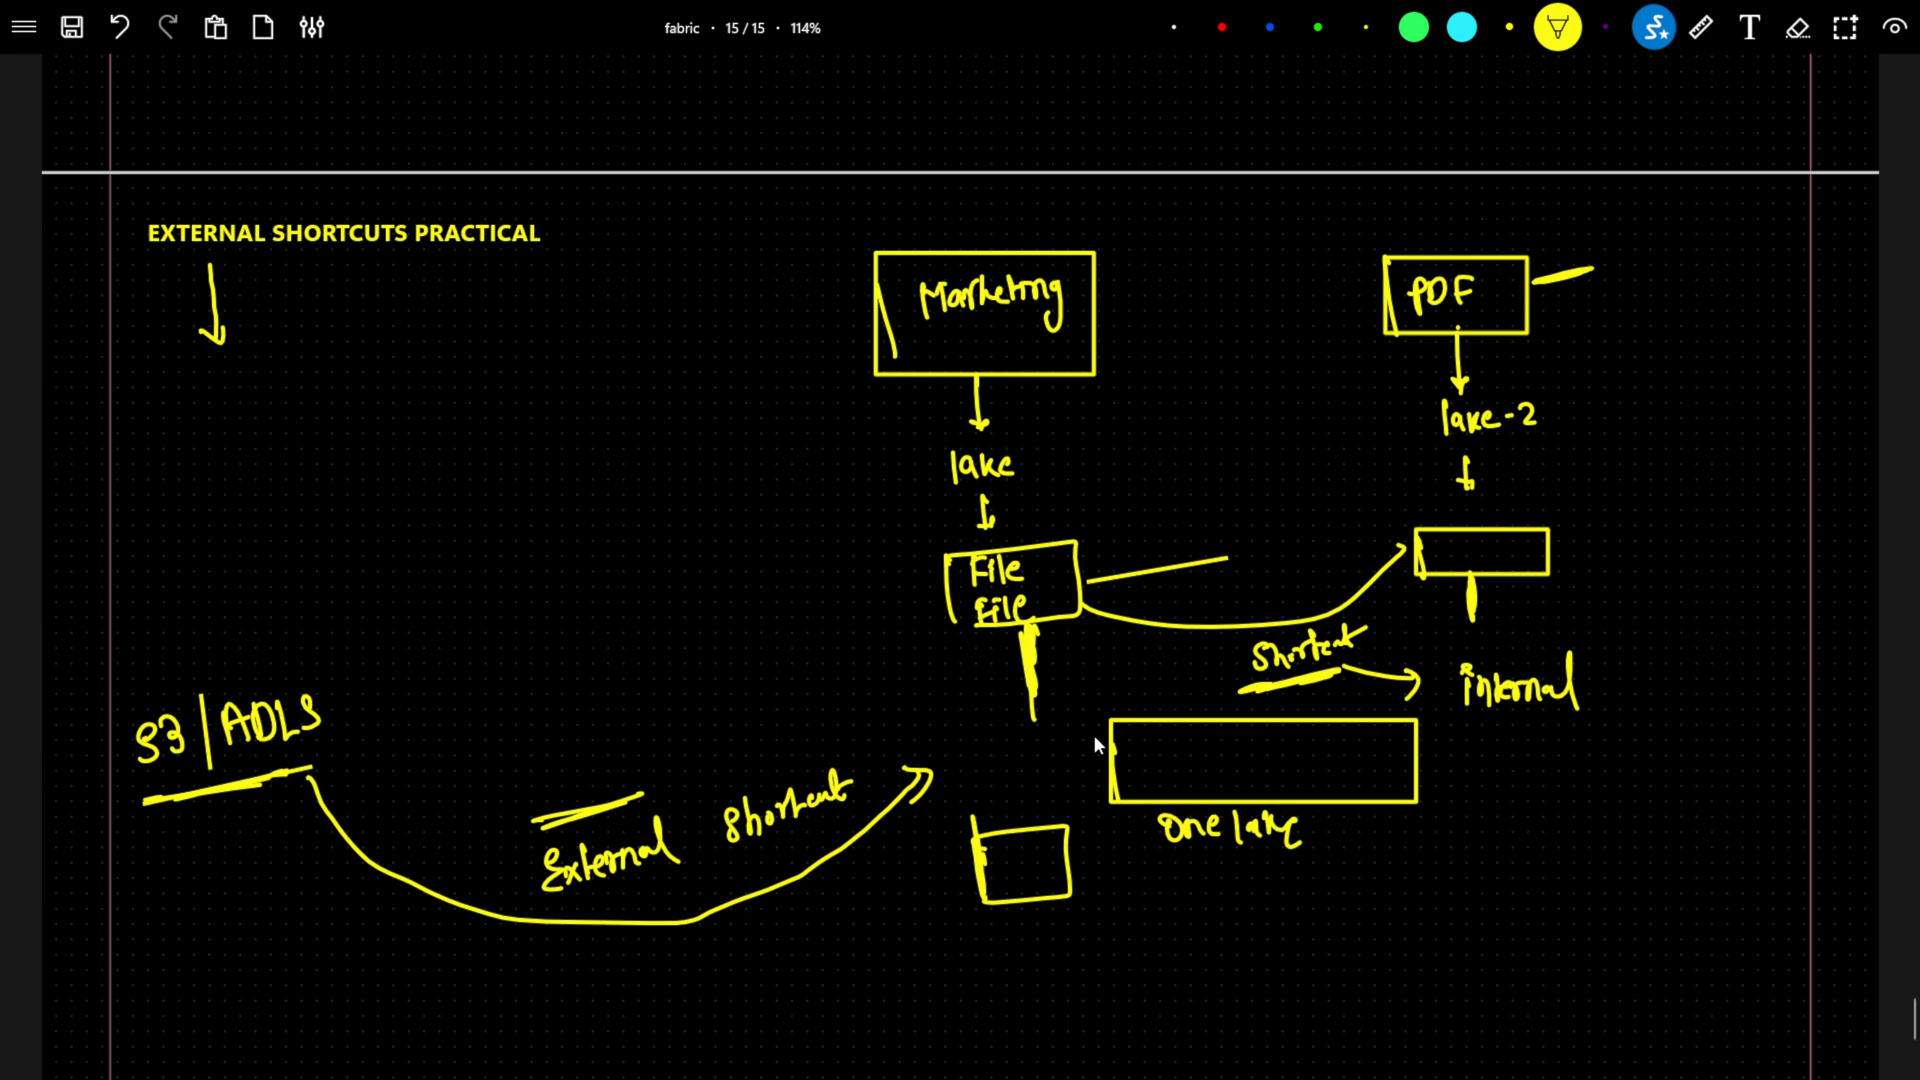 fabric • 15 / 15 • 114%
T
EXTERNAL SHORTCUTS PRACTICAL
Marketing
PDF
lake
lake-2
File
File
Shortcut
internal
S3 | ADLS
External Shortcut
One lake